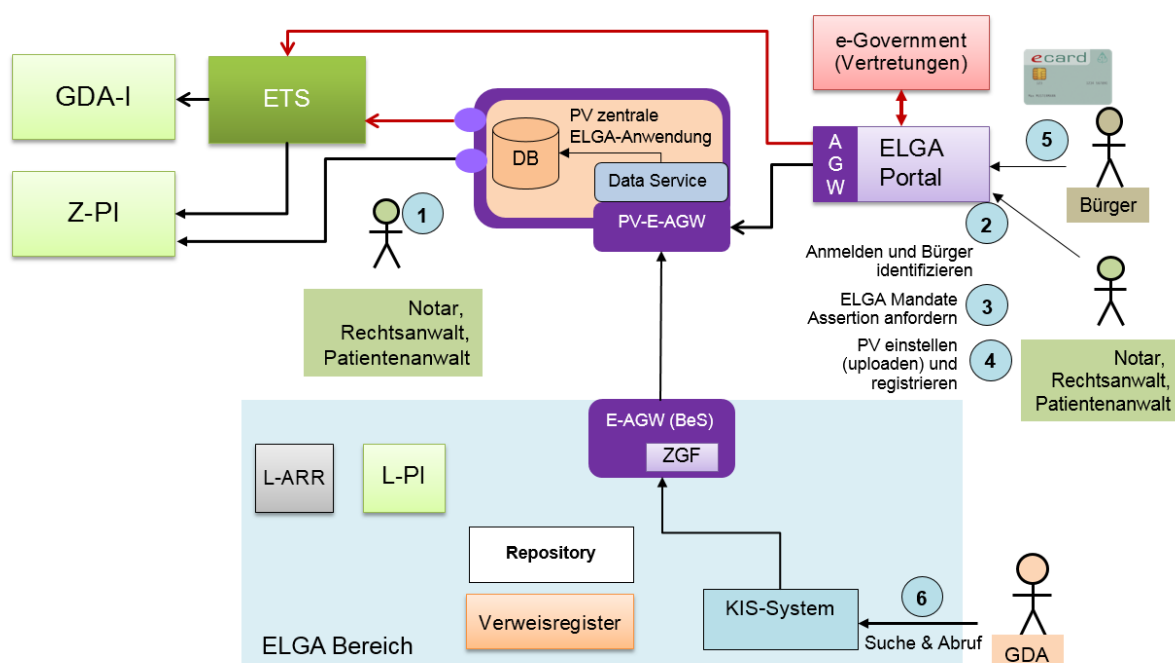 GDA-I
ETS
Z-PI
1
Notar,
Rechtsanwalt,
Patientenanwalt
PV zentrale
ELGA-Anwendung
DB
Data Service
PV-E-AGW
e-Government
(Vertretungen)
A
G
W
ELGA
Portal
ecard
5
Bürger
2
Anmelden und Bürger
identifizieren
3
ELGA Mandate
Assertion anfordern
4
PV einstellen
(uploaden) und
registrieren
Notar,
Rechtsanwalt,
Patientenanwalt
E-AGW (BeS)
ZGF
L-ARR
L-PI
Repository
Verweisregister
KIS-System
6
Suche & Abruf
GDA
ELGA Bereich